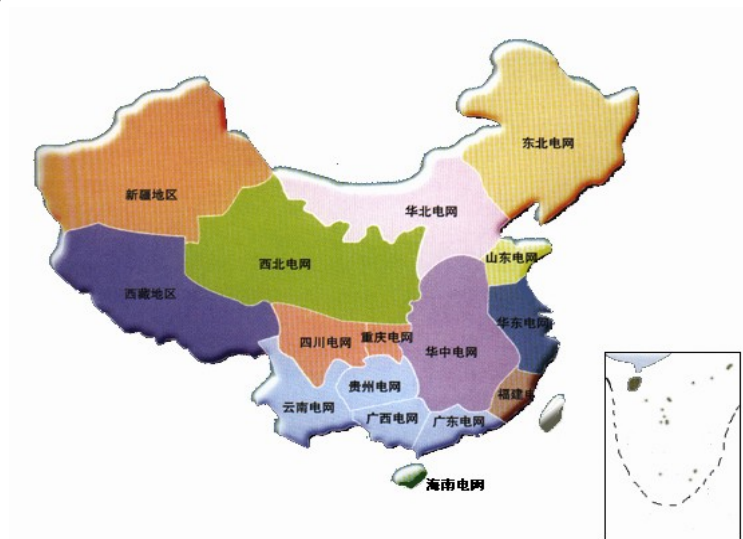 东北电网
新疆地区
华北电网
西北电网
山东电网
西藏地区
华东电网
四川电网
重庆电网
华中电网
贵州电网
福建电
云南电网
广西电网
广东电网
海南电网